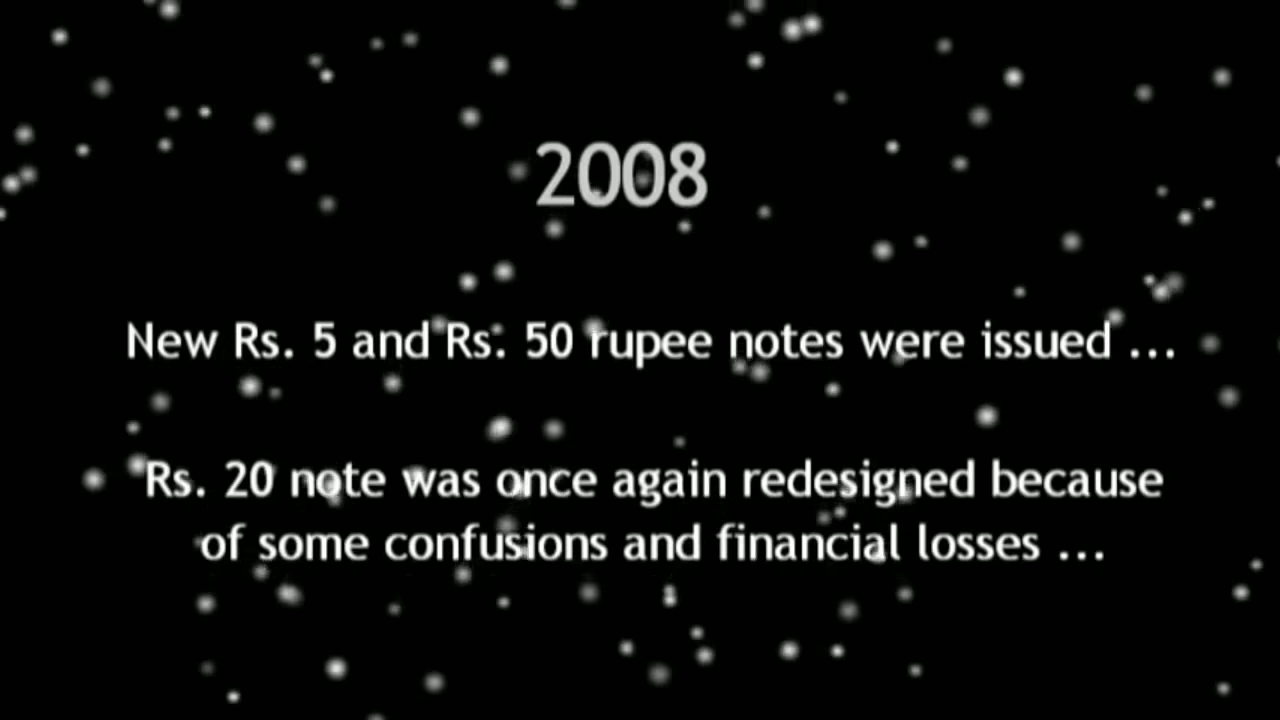 2008
New Rs. 5 and Rs. 50 rupee notes were issued ...
Rs. 20 note was once again redesigned because
of some confusions and financial losses ...